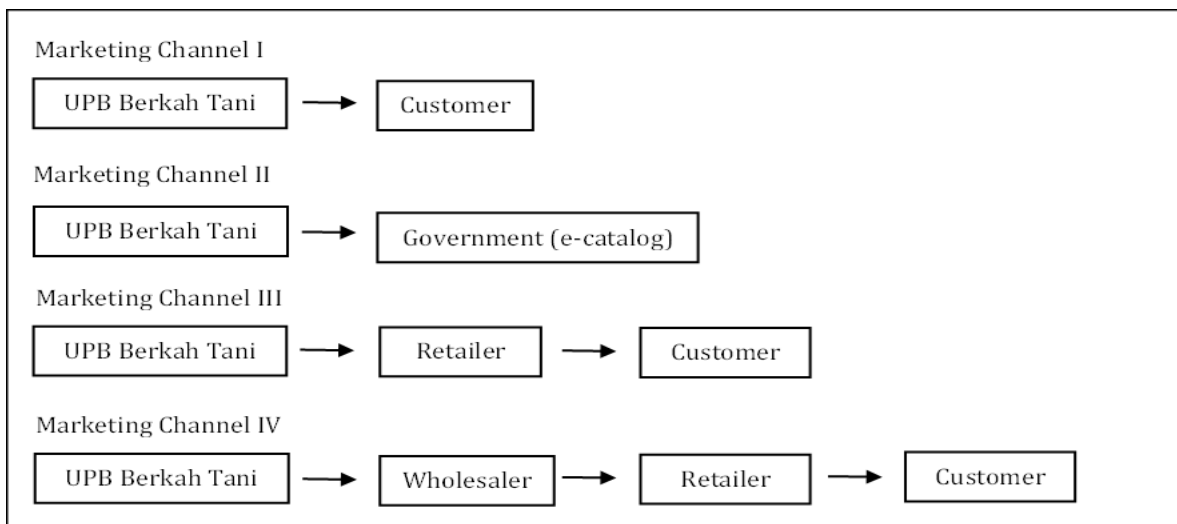 Marketing Channel I
UPB Berkah Tani Customer
Marketing Channel II
UPB Berkah Tani Government (e-catalog)
Marketing Channel III
UPB Berkah Tani Retailer Customer
Marketing Channel IV
UPB Berkah Tani Wholesaler Retailer Customer